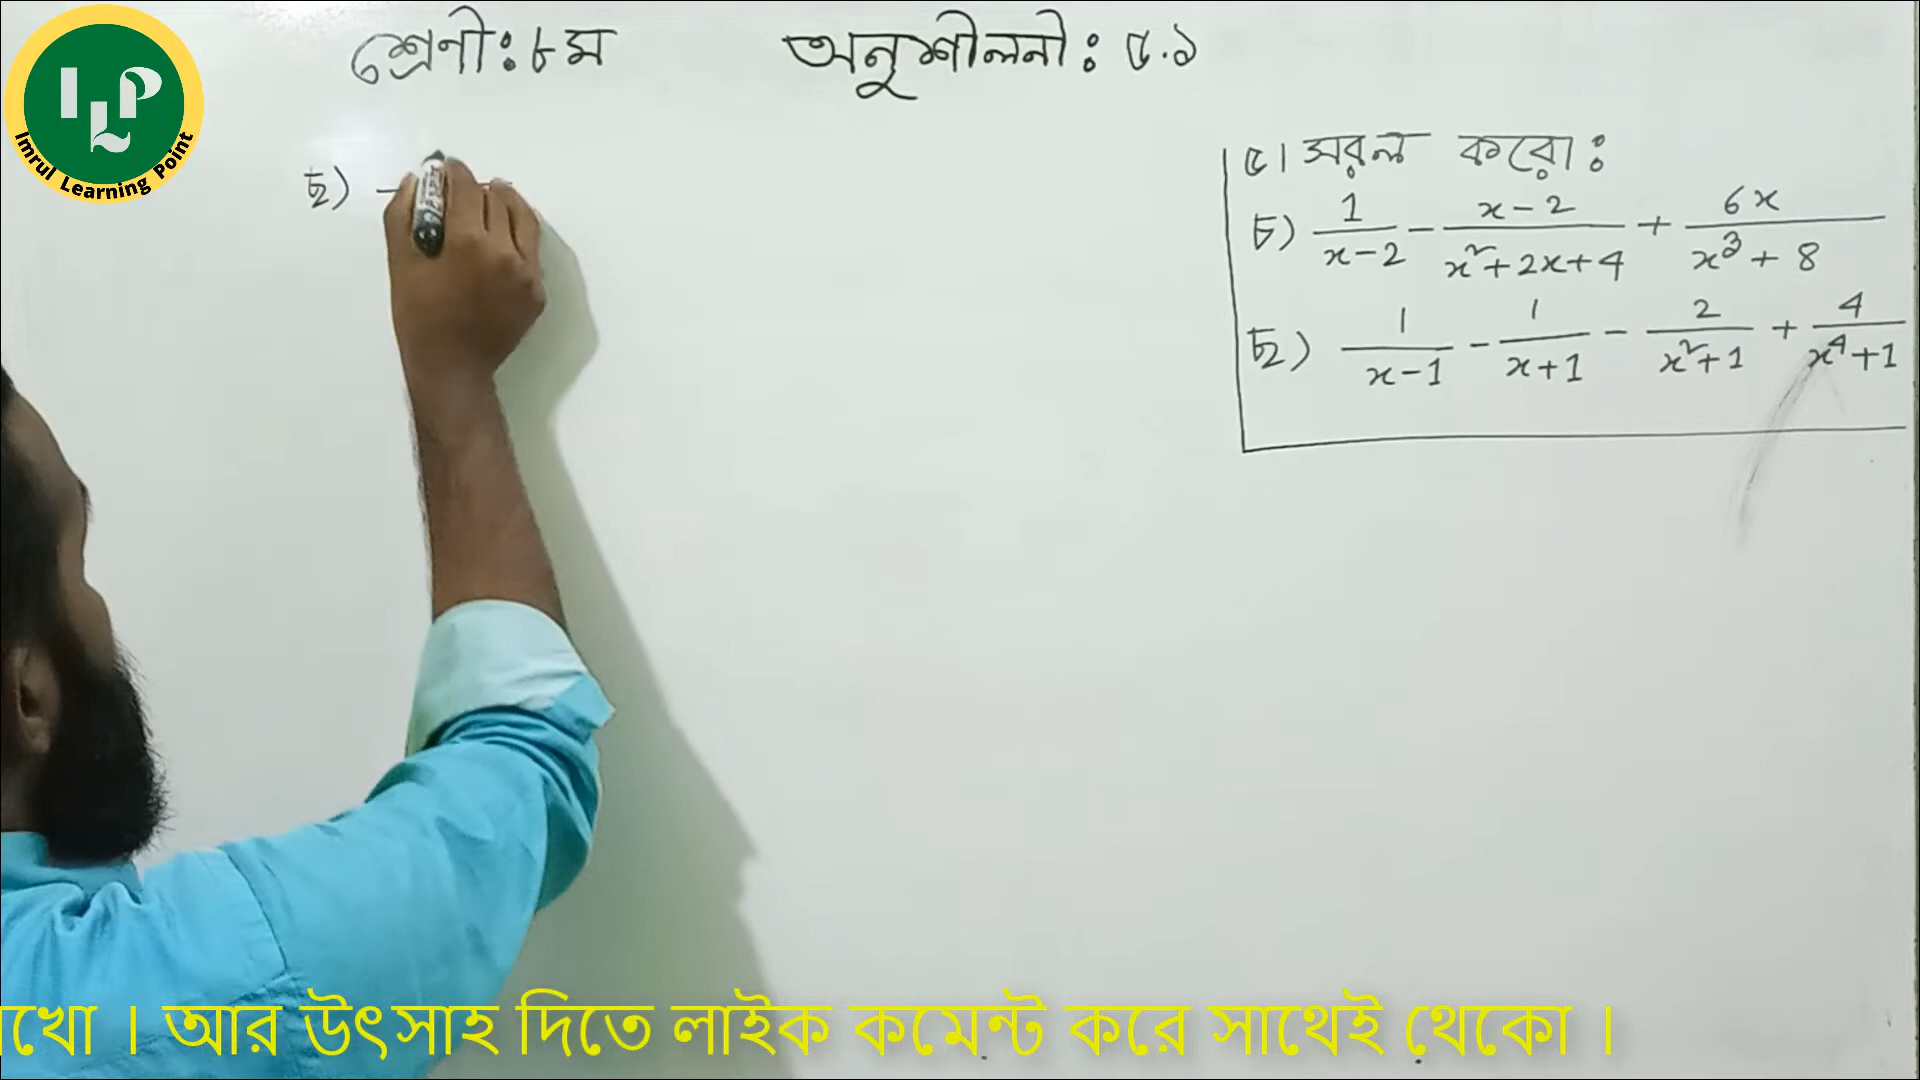 ILP
Imrul Learning Point
শ্রেণী: ৮ম অনুশীলনী: ৫.১
ছ)
৫। সরল করো:
চ) 1/(x-2) - (x-2)/(x²+2x+4) + 6x/(x³+8)
ছ) 1/(x-1) - 1/(x+1) - 2/(x²+1) + 4/(x⁴+1)
। আর উৎসাহ দিতে লাইক কমেন্ট করে সাথেই থেকো ।